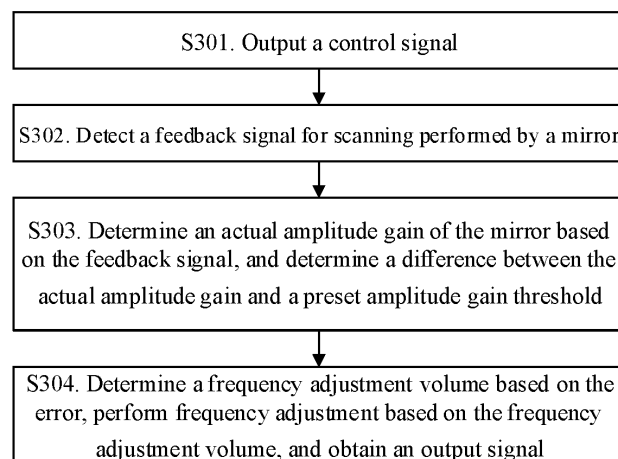 S301. Output a control signal
S302. Detect a feedback signal for scanning performed by a mirror
S303. Determine an actual amplitude gain of the mirror based
on the feedback signal, and determine a difference between the
actual amplitude gain and a preset amplitude gain threshold
S304. Determine a frequency adjustment volume based on the
error, perform frequency adjustment based on the frequency
adjustment volume, and obtain an output signal